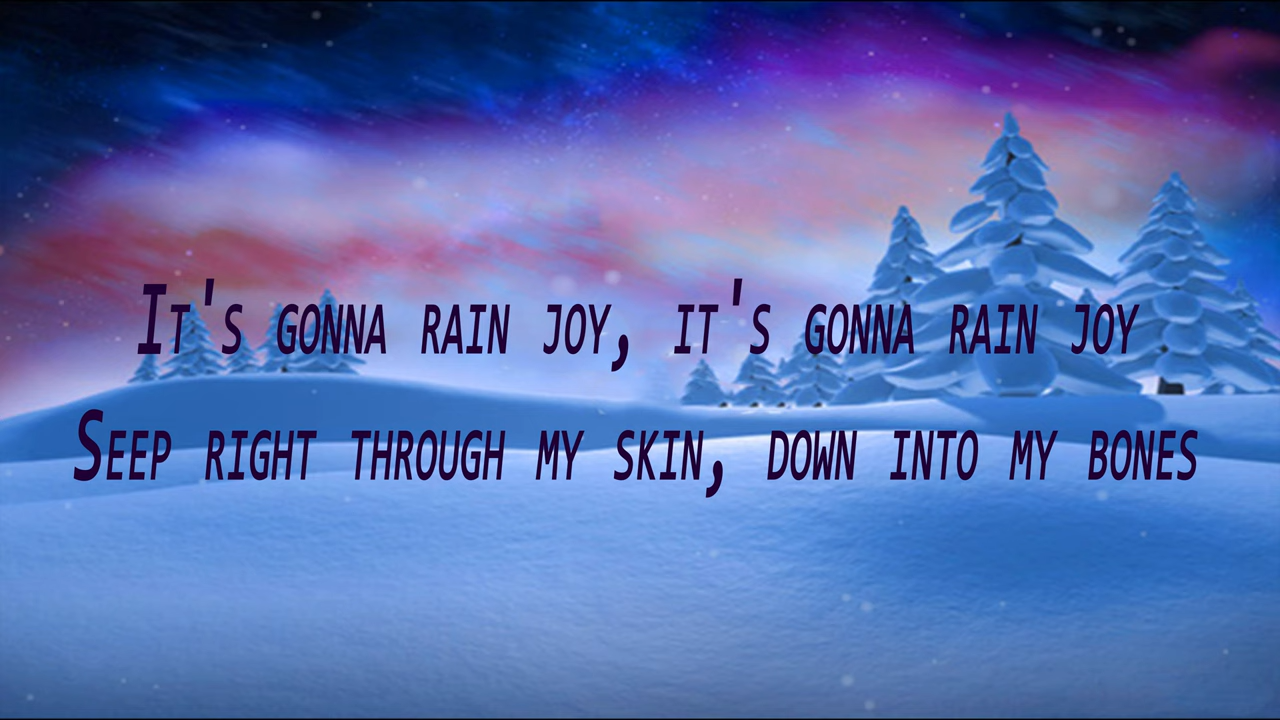 It's gonna rain joy, it's gonna rain joy
Seep right through my skin, down into my bones